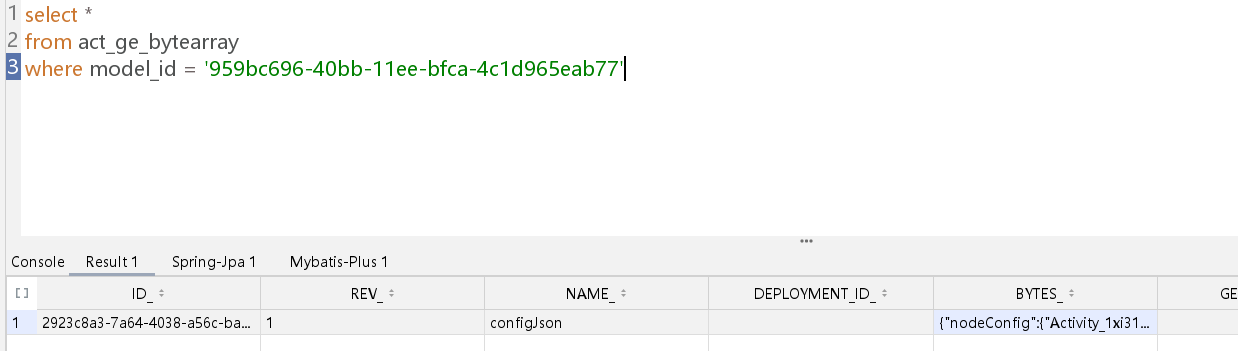 1 select *
2 from act_ge_bytearray
3 where model_id = '959bc696-40bb-11ee-bfca-4c1d965eab77'
Console Result 1 Spring-Jpa 1 Mybatis-Plus 1
ID_ REV_ NAME_ DEPLOYMENT_ID_ BYTES_ GE
1 2923c8a3-7a64-4038-a56c-ba... 1 configJson {"nodeConfig":{"Activity_1xi31...